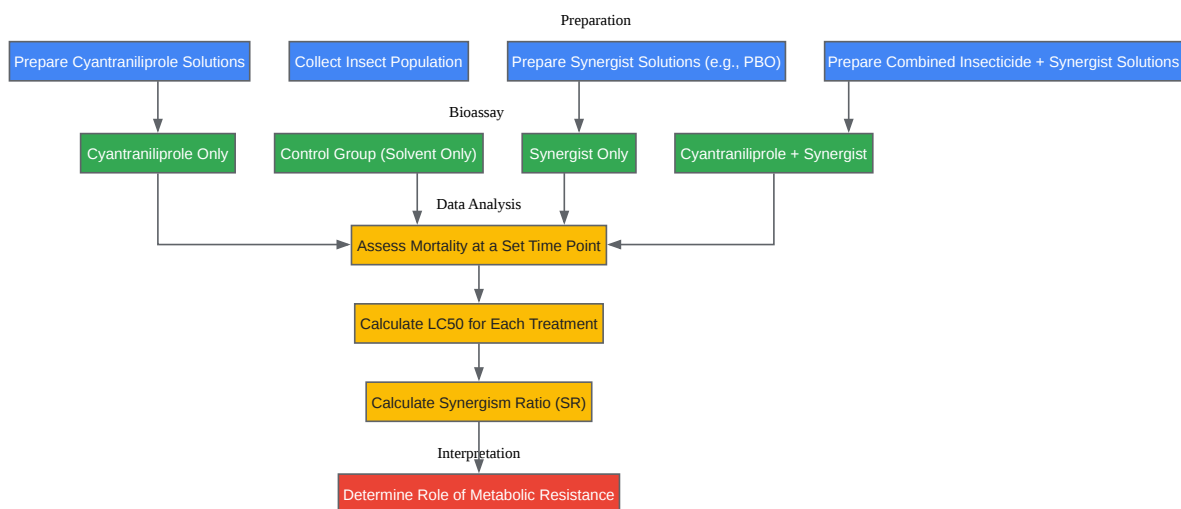 Preparation
Prepare Cyantraniliprole Solutions
Collect Insect Population
Prepare Synergist Solutions (e.g., PBO)
Prepare Combined Insecticide + Synergist Solutions
Bioassay
Cyantraniliprole Only
Control Group (Solvent Only)
Synergist Only
Cyantraniliprole + Synergist
Data Analysis
Assess Mortality at a Set Time Point
Calculate LC50 for Each Treatment
Calculate Synergism Ratio (SR)
Interpretation
Determine Role of Metabolic Resistance